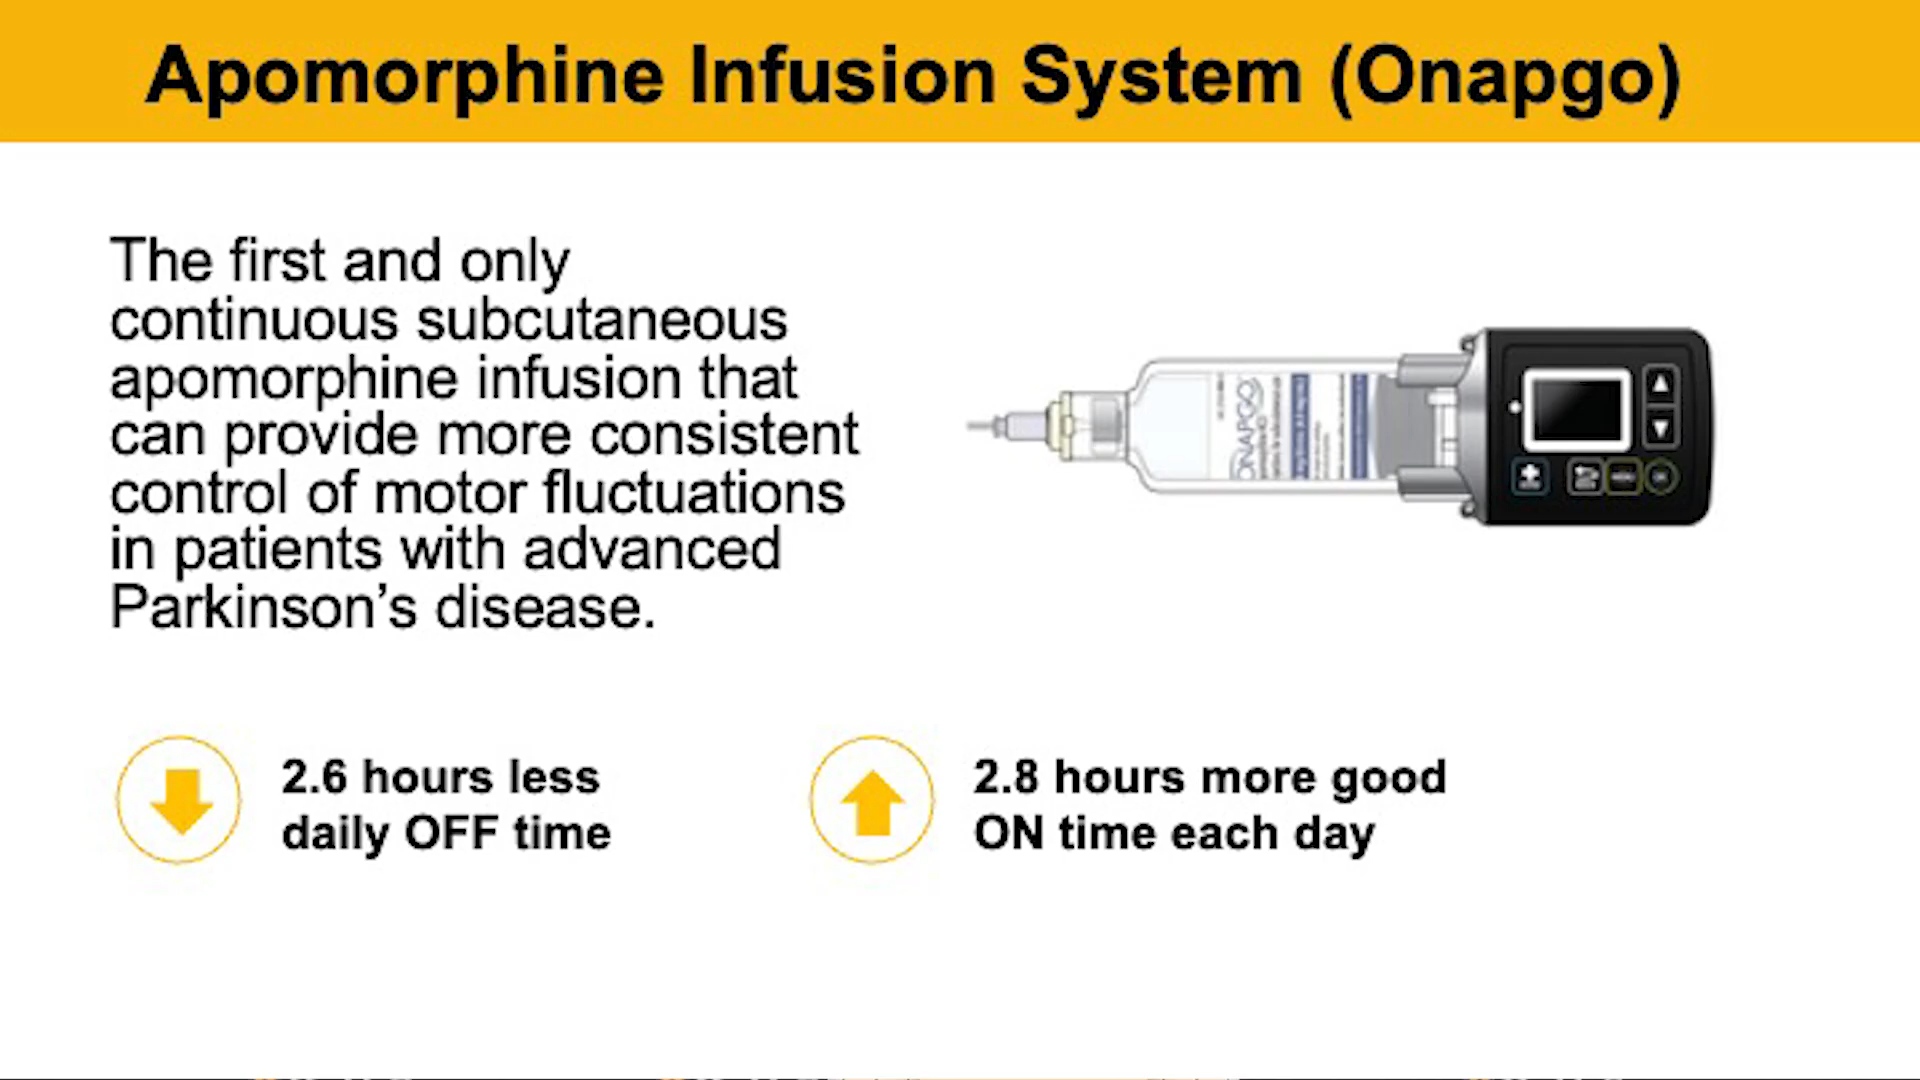 Apomorphine Infusion System (Onapgo)
The first and only
continuous subcutaneous
apomorphine infusion that
can provide more consistent
control of motor fluctuations
in patients with advanced
Parkinson’s disease.
ONAPGO
2.6 hours less
daily OFF time
2.8 hours more good
ON time each day